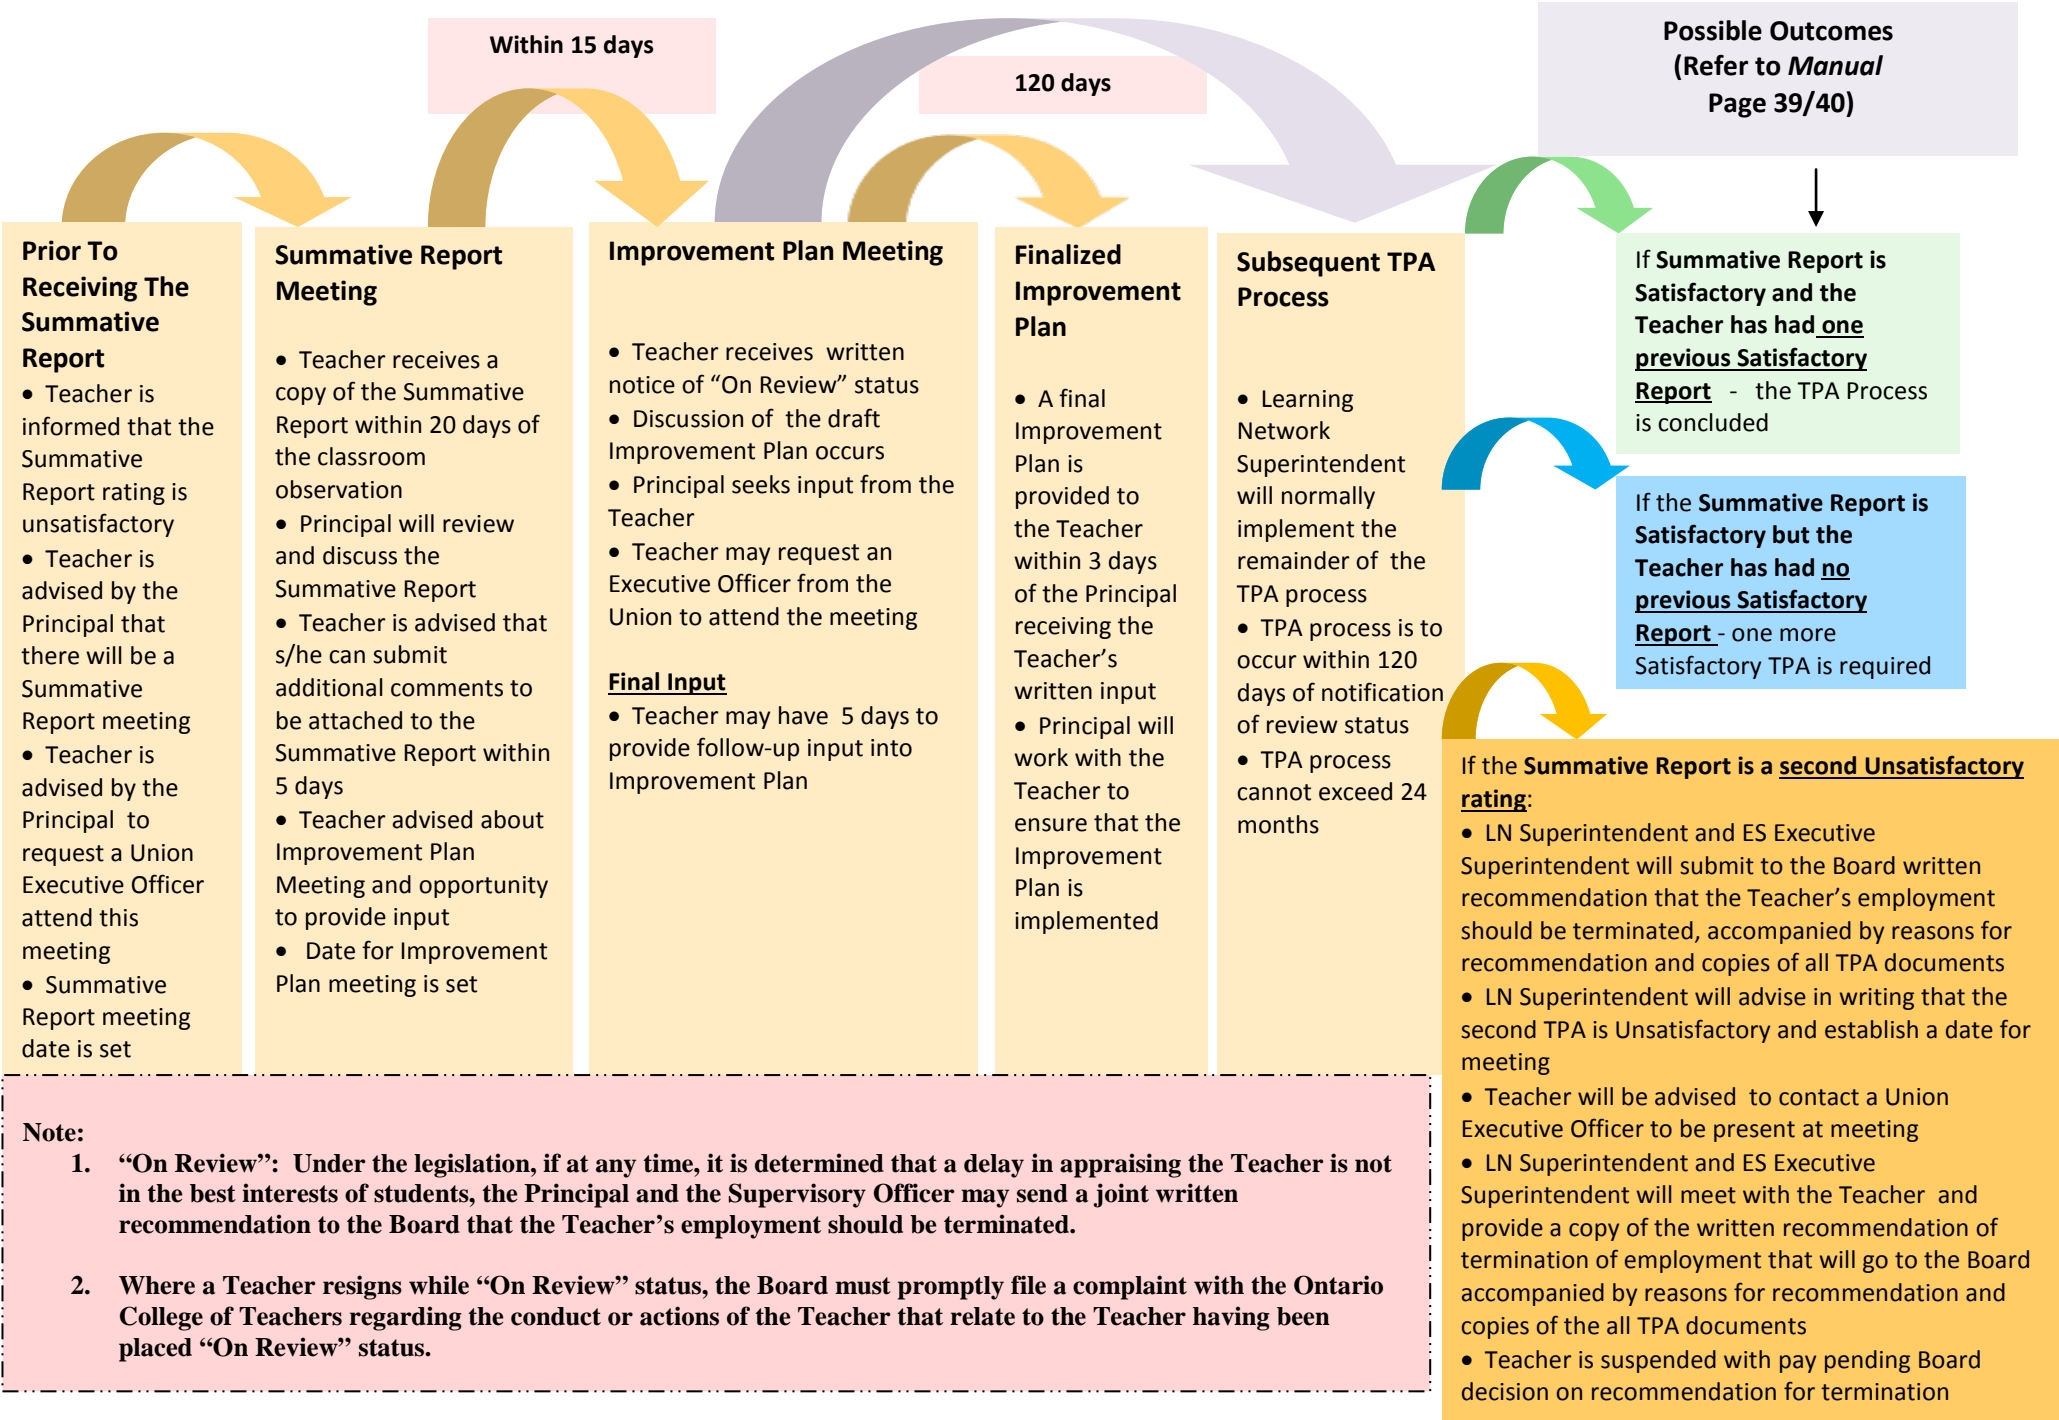 Within 15 days
120 days
Possible Outcomes
(Refer to Manual
Page 39/40)
Prior To
Receiving The
Summative
Report
• Teacher is
informed that the
Summative
Report rating is
unsatisfactory
• Teacher is
advised by the
Principal that
there will be a
Summative
Report meeting
• Teacher is
advised by the
Principal to
request a Union
Executive Officer
attend this
meeting
• Summative
Report meeting
date is set
Summative Report
Meeting
• Teacher receives a
copy of the Summative
Report within 20 days of
the classroom
observation
• Principal will review
and discuss the
Summative Report
• Teacher is advised that
s/he can submit
additional comments to
be attached to the
Summative Report within
5 days
• Teacher advised about
Improvement Plan
Meeting and opportunity
to provide input
• Date for Improvement
Plan meeting is set
Improvement Plan Meeting
• Teacher receives written
notice of “On Review” status
• Discussion of the draft
Improvement Plan occurs
• Principal seeks input from the
Teacher
• Teacher may request an
Executive Officer from the
Union to attend the meeting
Final Input
• Teacher may have 5 days to
provide follow-up input into
Improvement Plan
Finalized
Improvement
Plan
• A final
Improvement
Plan is
provided to
the Teacher
within 3 days
of the Principal
receiving the
Teacher’s
written input
• Principal will
work with the
Teacher to
ensure that the
Improvement
Plan is
implemented
Subsequent TPA
Process
• Learning
Network
Superintendent
will normally
implement the
remainder of the
TPA process
• TPA process is to
occur within 120
days of notification
of review status
• TPA process
cannot exceed 24
months
If Summative Report is
Satisfactory and the
Teacher has had one
previous Satisfactory
Report - the TPA Process
is concluded
If the Summative Report is
Satisfactory but the
Teacher has had no
previous Satisfactory
Report - one more
Satisfactory TPA is required
If the Summative Report is a second Unsatisfactory
rating:
• LN Superintendent and ES Executive
Superintendent will submit to the Board written
recommendation that the Teacher’s employment
should be terminated, accompanied by reasons for
recommendation and copies of all TPA documents
• LN Superintendent will advise in writing that the
second TPA is Unsatisfactory and establish a date for
meeting
• Teacher will be advised to contact a Union
Executive Officer to be present at meeting
• LN Superintendent and ES Executive
Superintendent will meet with the Teacher and
provide a copy of the written recommendation of
termination of employment that will go to the Board
accompanied by reasons for recommendation and
copies of the all TPA documents
• Teacher is suspended with pay pending Board
decision on recommendation for termination
Note:
1. “On Review”: Under the legislation, if at any time, it is determined that a delay in appraising the Teacher is not
in the best interests of students, the Principal and the Supervisory Officer may send a joint written
recommendation to the Board that the Teacher’s employment should be terminated.
2. Where a Teacher resigns while “On Review” status, the Board must promptly file a complaint with the Ontario
College of Teachers regarding the conduct or actions of the Teacher that relate to the Teacher having been
placed “On Review” status.